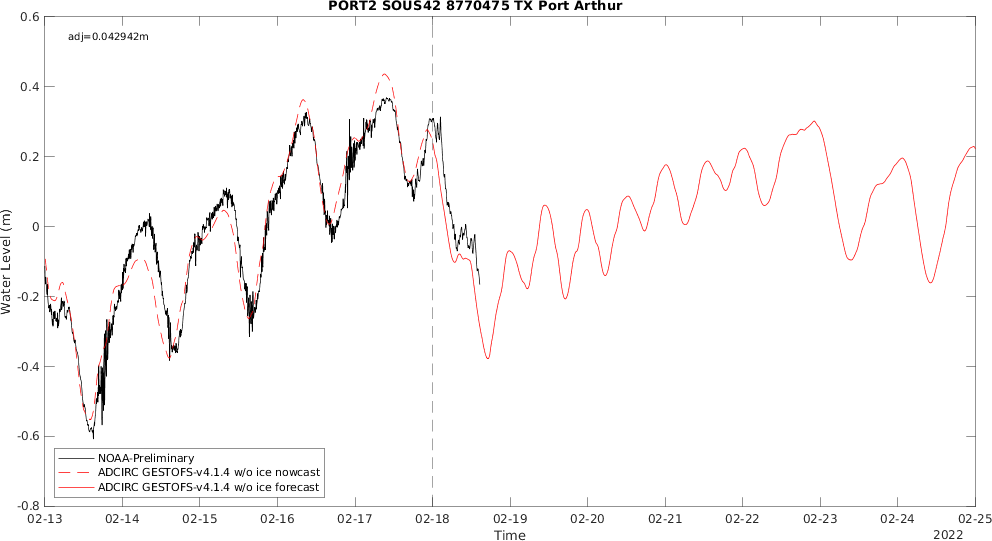 PORT2 SOUS42 8770475 TX Port Arthur
adj=0.042942m
0.6
0.4
0.2
0
-0.2
-0.4
-0.6
-0.8
Water Level (m)
NOAA-Preliminary
ADCIRC GESTOFS-v4.1.4 w/o ice nowcast
ADCIRC GESTOFS-v4.1.4 w/o ice forecast
02-13 02-14 02-15 02-16 02-17 02-18 02-19 02-20 02-21 02-22 02-23 02-24 02-25
Time
2022